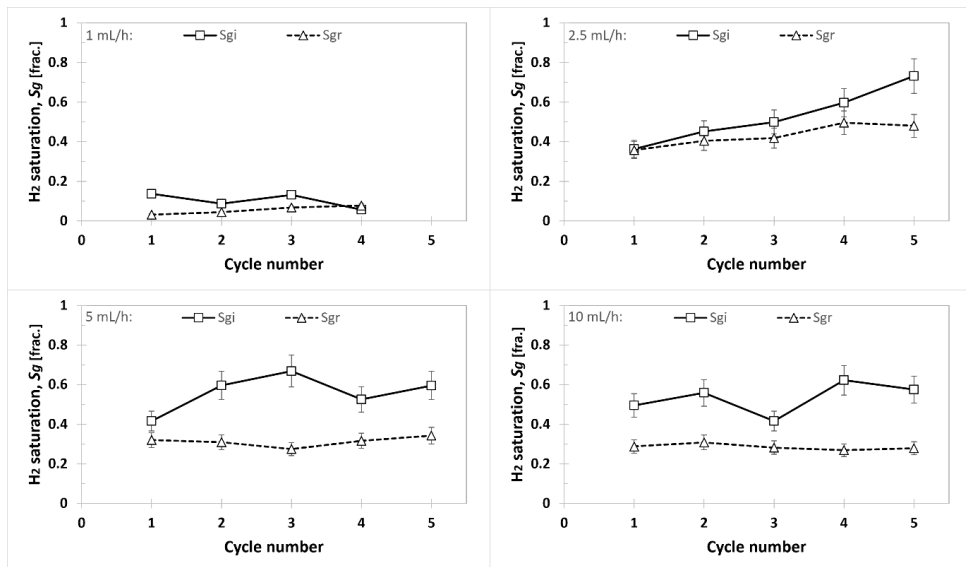 1 mL/h: Sgi Sgr
H2 saturation, Sg [frac.]
1
0.8
0.6
0.4
0.2
0
0 1 2 3 4 5
Cycle number
2.5 mL/h: Sgi Sgr
H2 saturation, Sg [frac.]
1
0.8
0.6
0.4
0.2
0
0 1 2 3 4 5
Cycle number
5 mL/h: Sgi Sgr
H2 saturation, Sg [frac.]
1
0.8
0.6
0.4
0.2
0
0 1 2 3 4 5
Cycle number
10 mL/h: Sgi Sgr
H2 saturation, Sg [fra.]
1
0.8
0.6
0.4
0.2
0
0 1 2 3 4 5
Cycle number